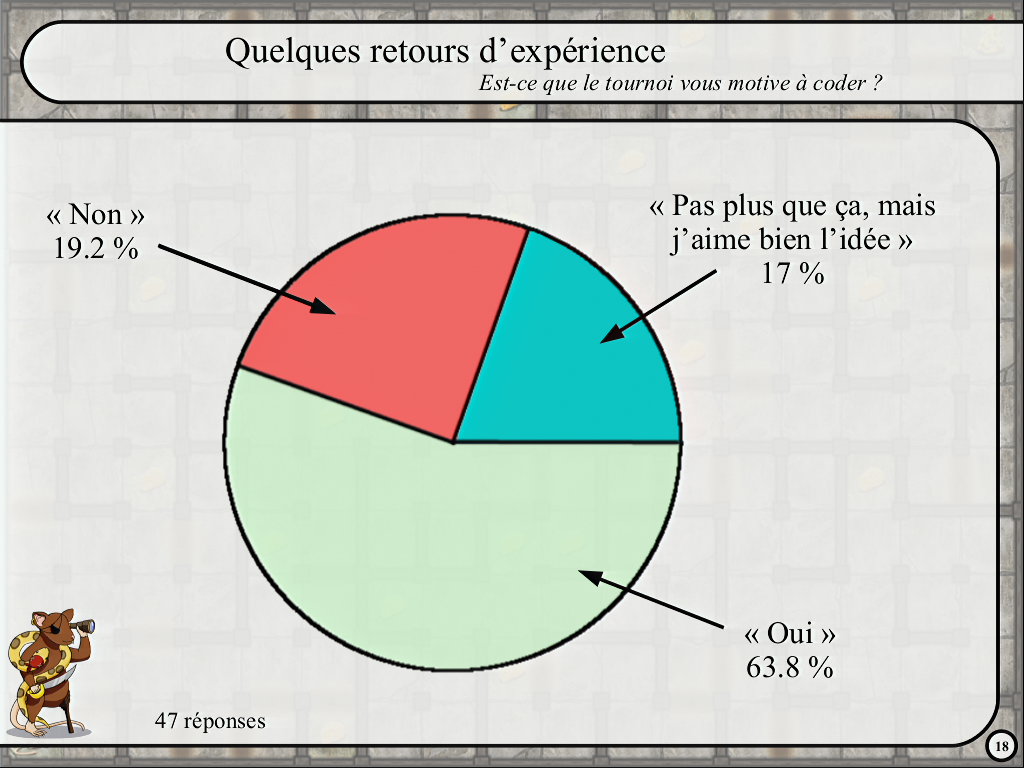 Quelques retours d’expérience
Est-ce que le tournoi vous motive à coder ?
« Non »
19.2 %
« Pas plus que ça, mais
j’aime bien l’idée »
17 %
« Oui »
63.8 %
47 réponses
18